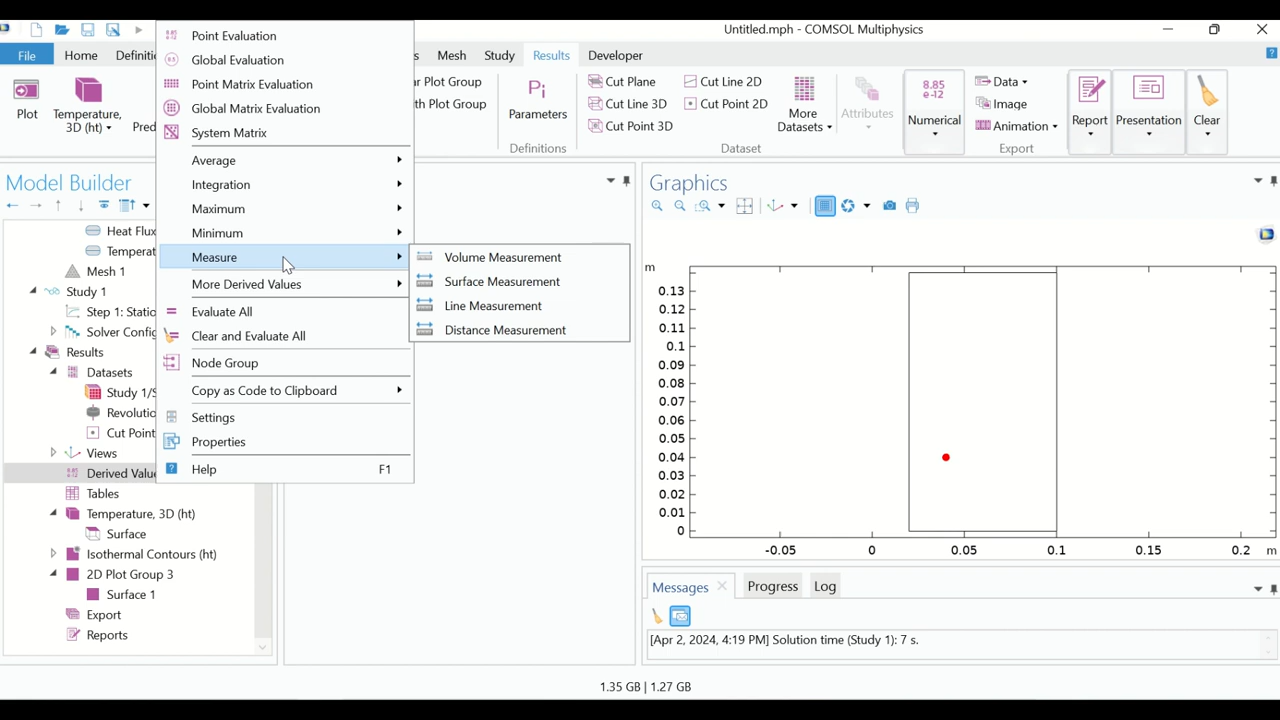 Untitled.mph - COMSOL Multiphysics
File
Home
Mesh
Study
Results
Developer
Plot
Temperature, 3D (ht)
Parameters
Definitions
Cut Plane
Cut Line 3D
Cut Point 3D
Cut Line 2D
Cut Point 2D
More Datasets
Dataset
Attributes
8.85 e-12
Numerical
Data
Image
Animation
Export
Report
Presentation
Clear
Point Evaluation
Global Evaluation
Point Matrix Evaluation
Global Matrix Evaluation
System Matrix
Average
Integration
Maximum
Minimum
Measure
More Derived Values
Evaluate All
Clear and Evaluate All
Node Group
Copy as Code to Clipboard
Settings
Properties
Help F1
Volume Measurement
Surface Measurement
Line Measurement
Distance Measurement
Model Builder
Heat Flux
Mesh 1
Study 1
Step 1:
Results
Datasets
Study 1/
Cut Point
Views
Derived
Tables
Temperature, 3D (ht)
Surface
Isothermal Contours (ht)
2D Plot Group 3
Surface 1
Export
Reports
Graphics
m
0.13
0.12
0.11
0.1
0.09
0.08
0.07
0.06
0.05
0.04
0.03
0.02
0.01
0
-0.05 0 0.05 0.1 0.15 0.2 m
Messages
Progress
Log
[Apr 2, 2024, 4:19 PM] Solution time (Study 1): 7 s.
1.35 GB | 1.27 GB